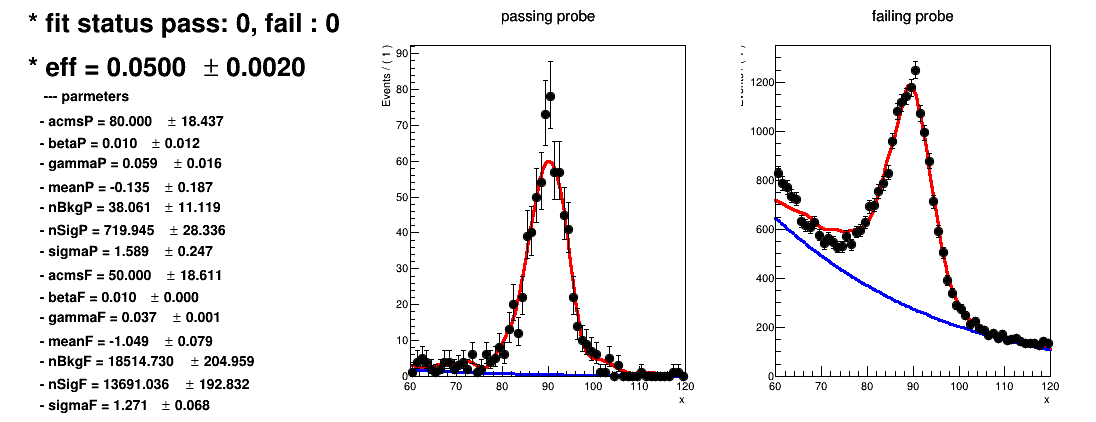 * fit status pass: 0, fail : 0
* eff = 0.0500 ± 0.0020
--- parmeters
- acmsP = 80.000 ± 18.437
- betaP = 0.010 ± 0.012
- gammaP = 0.059 ± 0.016
- meanP = -0.135 ± 0.187
- nBkgP = 38.061 ± 11.119
- nSigP = 719.945 ± 28.336
- sigmaP = 1.589 ± 0.247
- acmsF = 50.000 ± 18.611
- betaF = 0.010 ± 0.000
- gammaF = 0.037 ± 0.001
- meanF = -1.049 ± 0.079
- nBkgF = 18514.730 ± 204.959
- nSigF = 13691.036 ± 192.832
- sigmaF = 1.271 ± 0.068
passing probe
Events / ( 1 )
90
80
70
60
50
40
30
20
10
0
60 70 80 90 100 110 120
x
failing probe
1200
1000
800
600
400
200
0
60 70 80 90 100 110 120
x